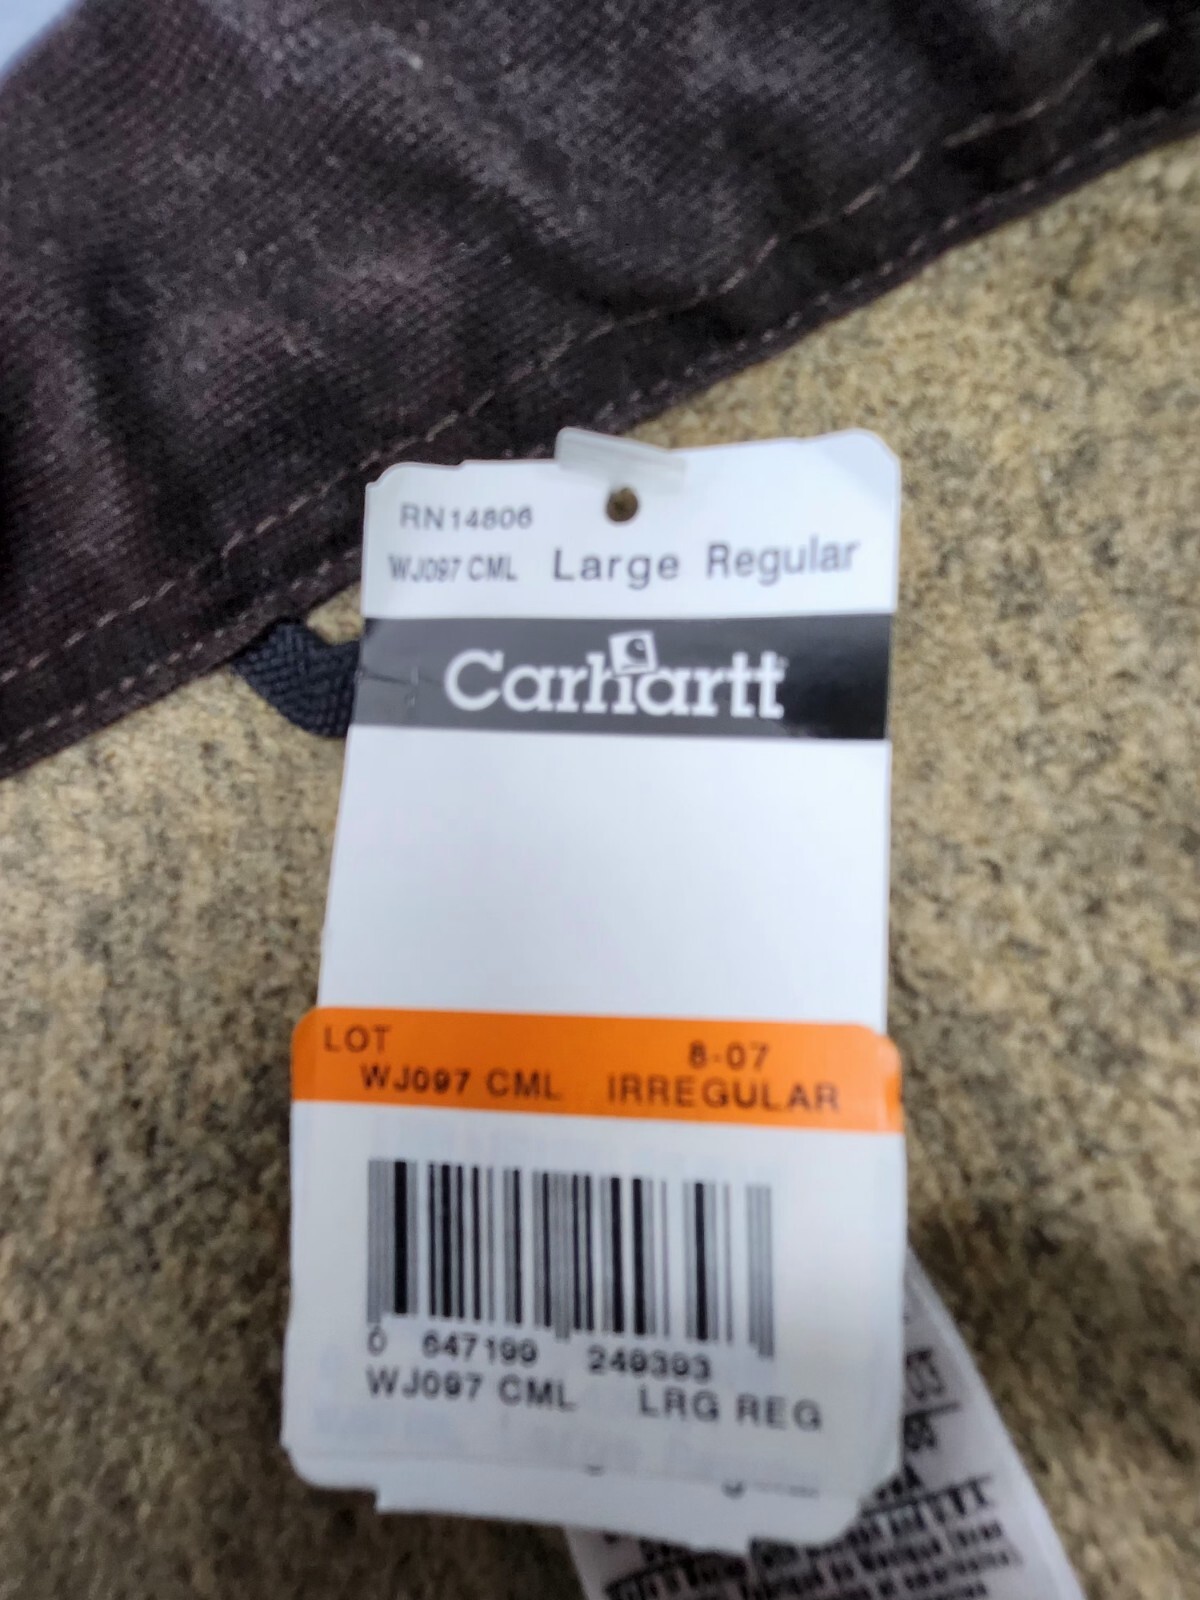 RN14806
WJ097 CML Large Regular
Carhartt
LOT 8-07
WJ097 CML IRREGULAR
0 647199 249393
WJ097 CML LRG REG